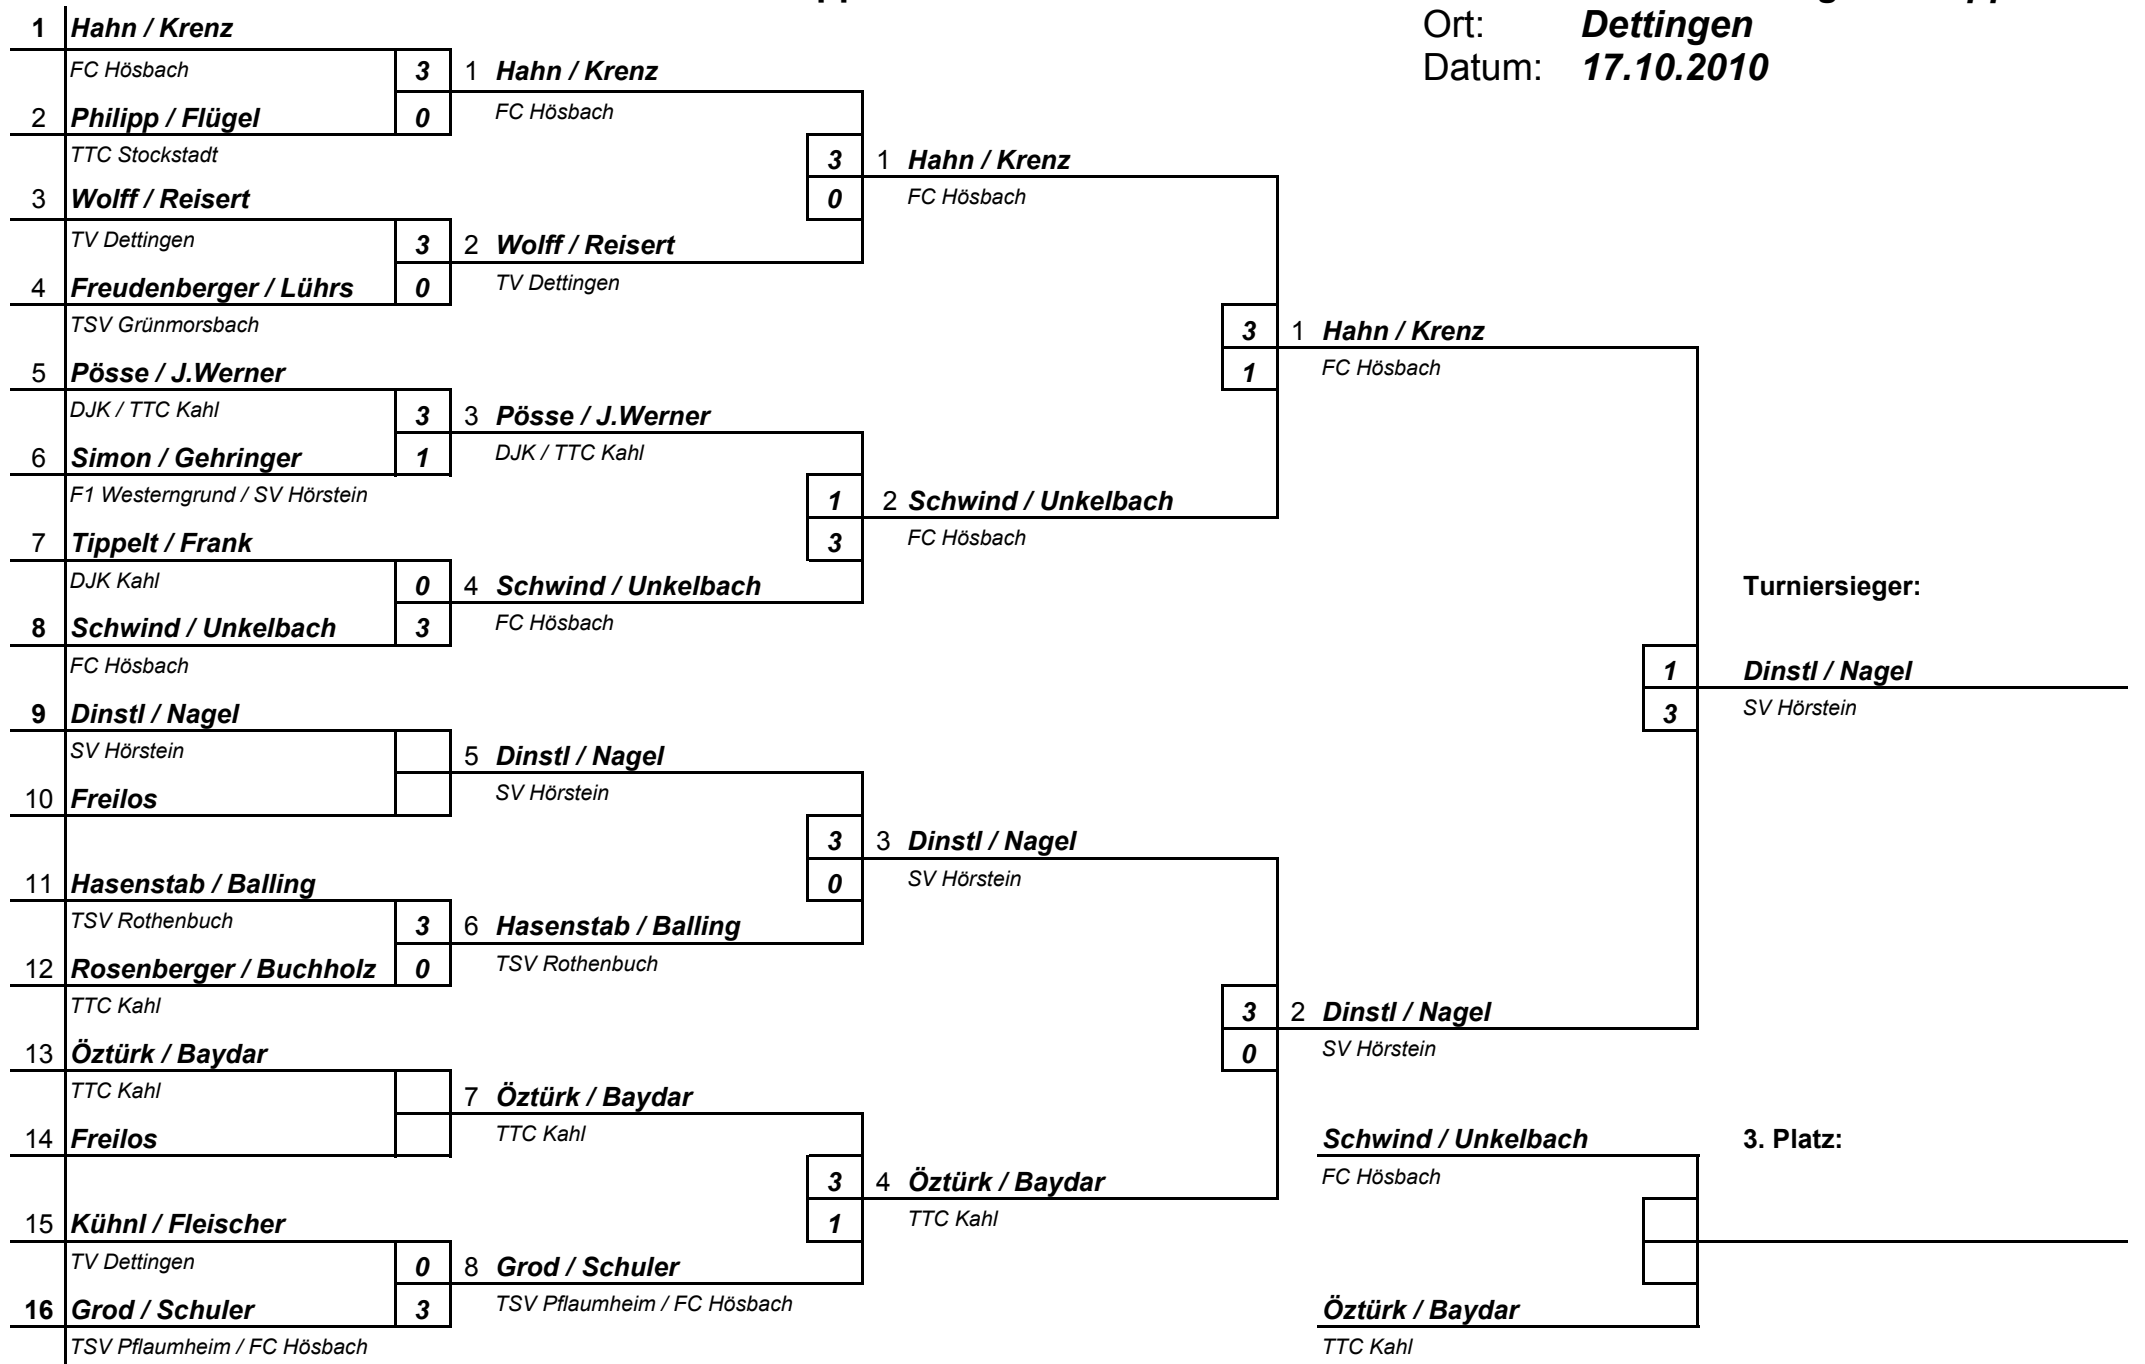 1 Hahn / Krenz
Ort: Dettingen
FC Hösbach 3 1 Hahn / Krenz
Datum: 17.10.2010
2 Philipp / Flügel 0 FC Hösbach
TTC Stockstadt 3 1 Hahn / Krenz
3 Wolff / Reisert 0 FC Hösbach
TV Dettingen 3 2 Wolff / Reisert
4 Freudenberger / Lührs 0 TV Dettingen
TSV Grünmorsbach 3 1 Hahn / Krenz
5 Pösse / J.Werner 1 FC Hösbach
DJK / TTC Kahl 3 3 Pösse / J.Werner
6 Simon / Gehringer 1 DJK / TTC Kahl
F1 Westerngrund / SV Hörstein 1 2 Schwind / Unkelbach
7 Tippelt / Frank 3 FC Hösbach
DJK Kahl 0 4 Schwind / Unkelbach Turniersieger:
8 Schwind / Unkelbach 3 FC Hösbach
FC Hösbach 1 Dinstl / Nagel
9 Dinstl / Nagel 3 SV Hörstein
SV Hörstein 5 Dinstl / Nagel
10 Freilos SV Hörstein
3 3 Dinstl / Nagel
11 Hasenstab / Balling 0 SV Hörstein
TSV Rothenbuch 3 6 Hasenstab / Balling
12 Rosenberger / Buchholz 0 TSV Rothenbuch
TTC Kahl 3 2 Dinstl / Nagel
13 Öztürk / Baydar 0 SV Hörstein
TTC Kahl 7 Öztürk / Baydar
14 Freilos TTC Kahl Schwind / Unkelbach 3. Platz:
3 4 Öztürk / Baydar FC Hösbach
15 Kühnl / Fleischer 1 TTC Kahl
TV Dettingen 0 8 Grod / Schuler
16 Grod / Schuler 3 TSV Pflaumheim / FC Hösbach Öztürk / Baydar
TSV Pflaumheim / FC Hösbach TTC Kahl